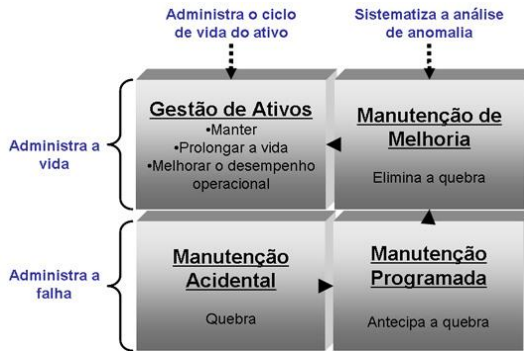 Administra o ciclo
de vida do ativo
Sistematiza a análise
de anomalia
Administra a
vida
Gestão de Ativos
•Manter
•Prolongar a vida
•Melhorar o desempenho
operacional
Manutenção de
Melhoria
Elimina a quebra
Administra a
falha
Manutenção
Acidental
Quebra
Manutenção
Programada
Antecipa a quebra